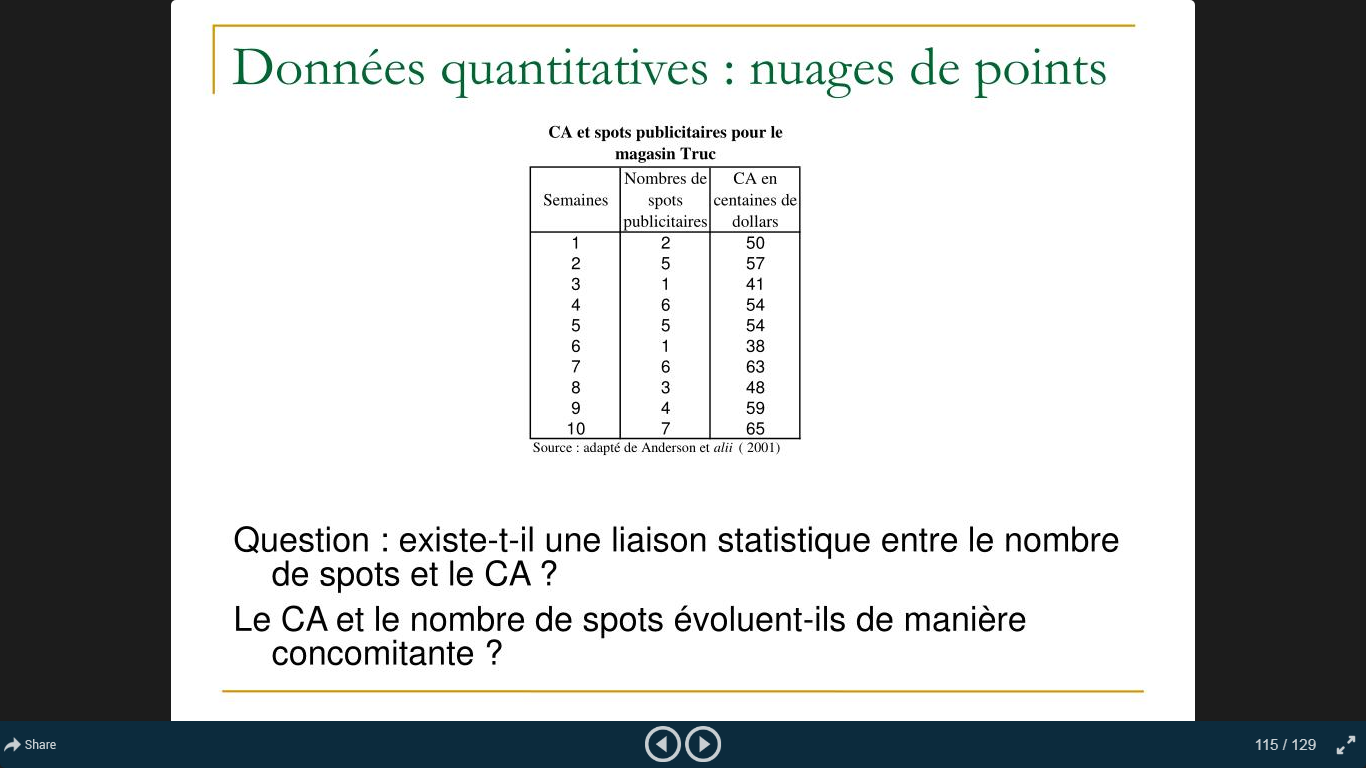 Données quantitatives : nuages de points
CA et spots publicitaires pour le
magasin Truc
Semaines
Nombres de
spots
publicitaires
CA en
centaines de
dollars
1 2 50
2 5 57
3 1 41
4 6 54
5 5 54
6 1 38
7 6 63
8 3 48
9 4 59
10 7 65
Source : adapté de Anderson et alii ( 2001)
Question : existe-t-il une liaison statistique entre le nombre
de spots et le CA ?
Le CA et le nombre de spots évoluent-ils de manière
concomitante ?
Share
115 / 129